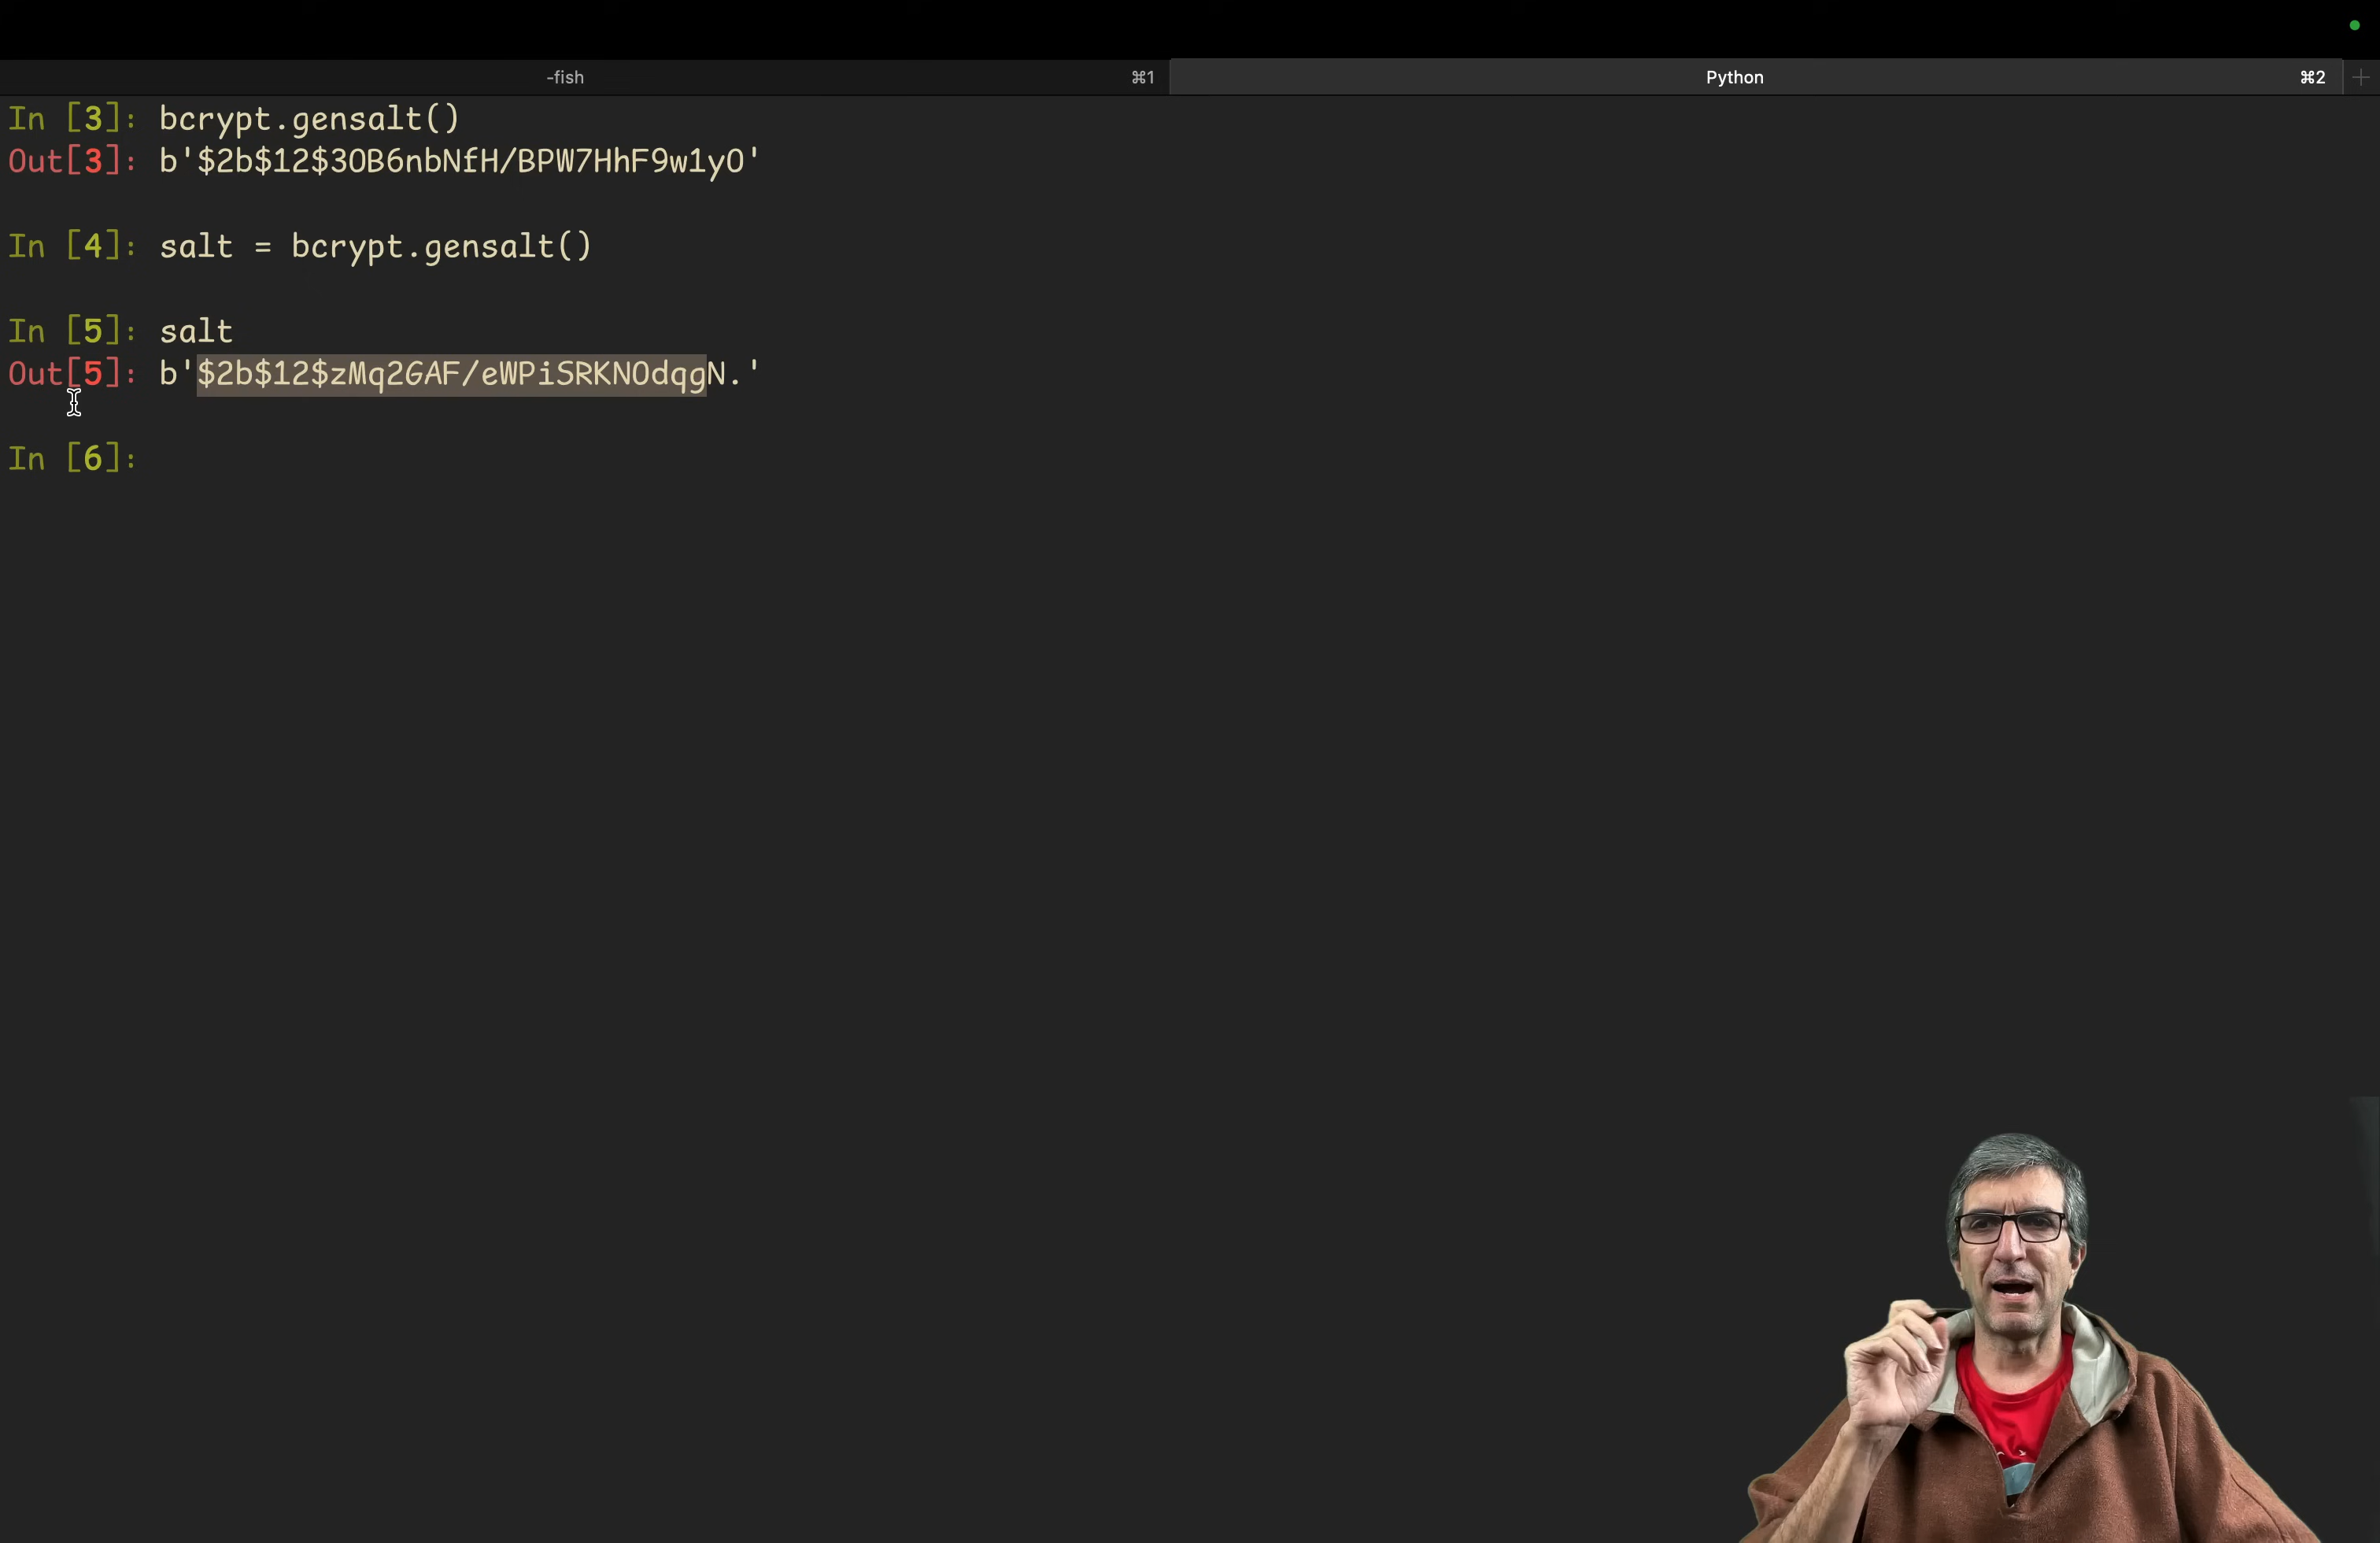 -fish ⌘1 Python ⌘2 +
In [3]: bcrypt.gensalt()
Out[3]: b'$2b$12$3OB6nbNfH/BPW7HhF9w1yO'
In [4]: salt = bcrypt.gensalt()
In [5]: salt
Out[5]: b'$2b$12$zMq2GAF/eWPiSRKNOdqgN.'
In [6]: